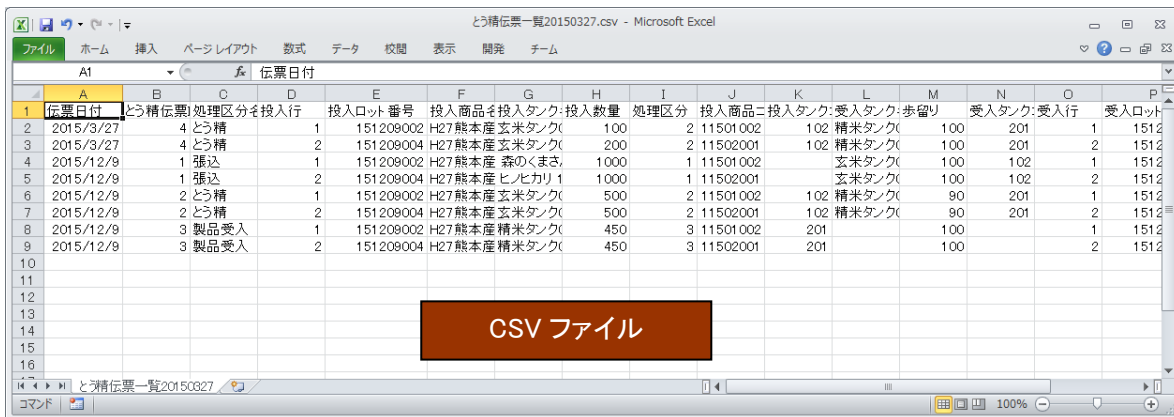 とう精伝票一覧20150327.csv - Microsoft Excel
ファイル ホーム 挿入 ページ レイアウト 数式 データ 校閲 表示 開発 チーム
A1 fx 伝票日付
A B C D E F G H I J K L M N O P
1 伝票日付 とう精伝票 処理区分名 投入行 投入ロット番号 投入商品名 投入タンク 投入数量 処理区分 投入商品コ 投入タンクコ 受入タンク 歩留り 受入タンクコ 受入行 受入ロット
2 2015/3/27 4 とう精 1 151209002 H27熊本産 玄米タンク( 100 2 11501002 102 精米タンク( 100 201 1 1512
3 2015/3/27 4 とう精 2 151209004 H27熊本産 玄米タンク( 200 2 11502001 102 精米タンク( 100 201 2 1512
4 2015/12/9 1 張込 1 151209002 H27熊本産 森のくまさ 1000 1 11501002 玄米タンク( 100 102 1 1512
5 2015/12/9 1 張込 2 151209004 H27熊本産 ヒノヒカリ 1 1000 1 11502001 玄米タンク( 100 102 2 1512
6 2015/12/9 2 とう精 1 151209002 H27熊本産 玄米タンク( 500 2 11501002 102 精米タンク( 90 201 1 1512
7 2015/12/9 2 とう精 2 151209004 H27熊本産 玄米タンク( 500 2 11502001 102 精米タンク( 90 201 2 1512
8 2015/12/9 3 製品受入 1 151209002 H27熊本産 精米タンク( 450 3 11501002 201 100 1 1512
9 2015/12/9 3 製品受入 2 151209004 H27熊本産 精米タンク( 450 3 11502001 201 100 2 1512
10
11
12
13
14
15
16
CSV ファイル
とう精伝票一覧20150327
コマンド 100%